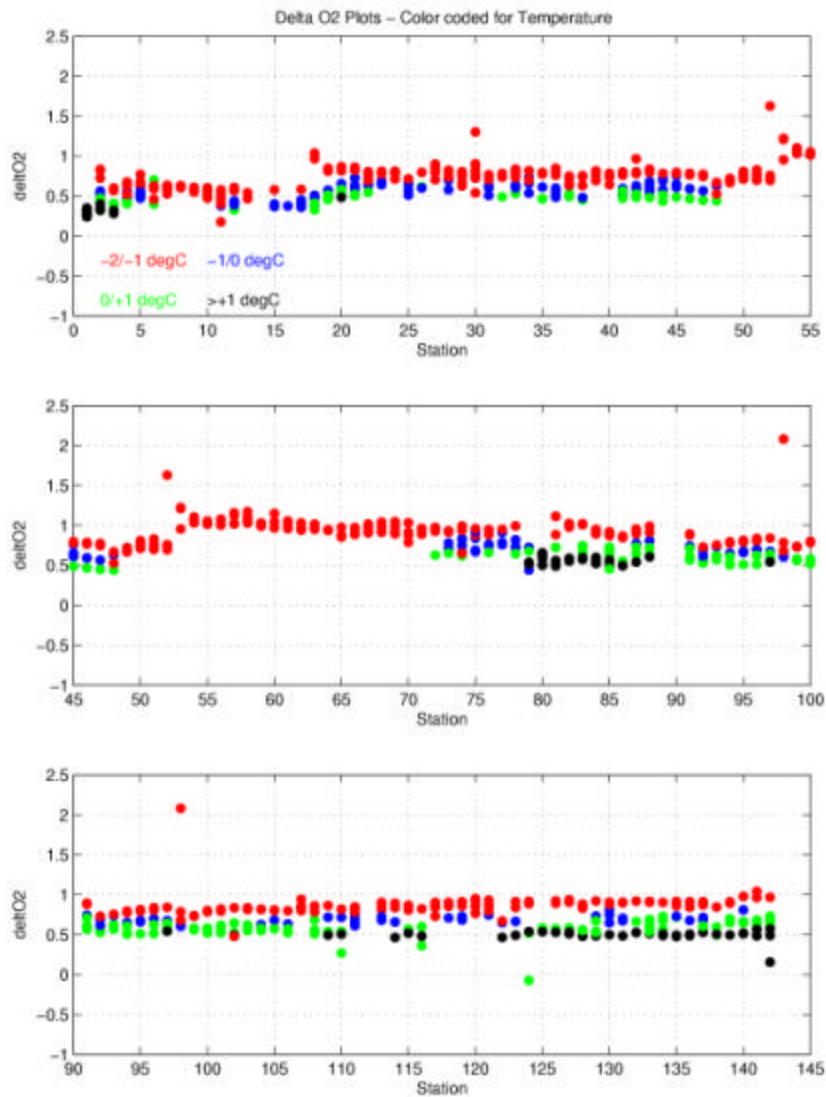 Delta O2 Plots − Color coded for Temperature
2.5
2
1.5
1
0.5
0
−0.5
−1
deltO2
−2/−1 degC −1/0 degC
0/+1 degC >+1 degC
0 5 10 15 20 25 30 35 40 45 50 55
Station
2.5
2
1.5
1
0.5
0
−0.5
−1
deltO2
45 50 55 60 65 70 75 80 85 90 95 100
Station
2.5
2
1.5
1
0.5
0
−0.5
−1
deltO2
90 95 100 105 110 115 120 125 130 135 140 145
Station